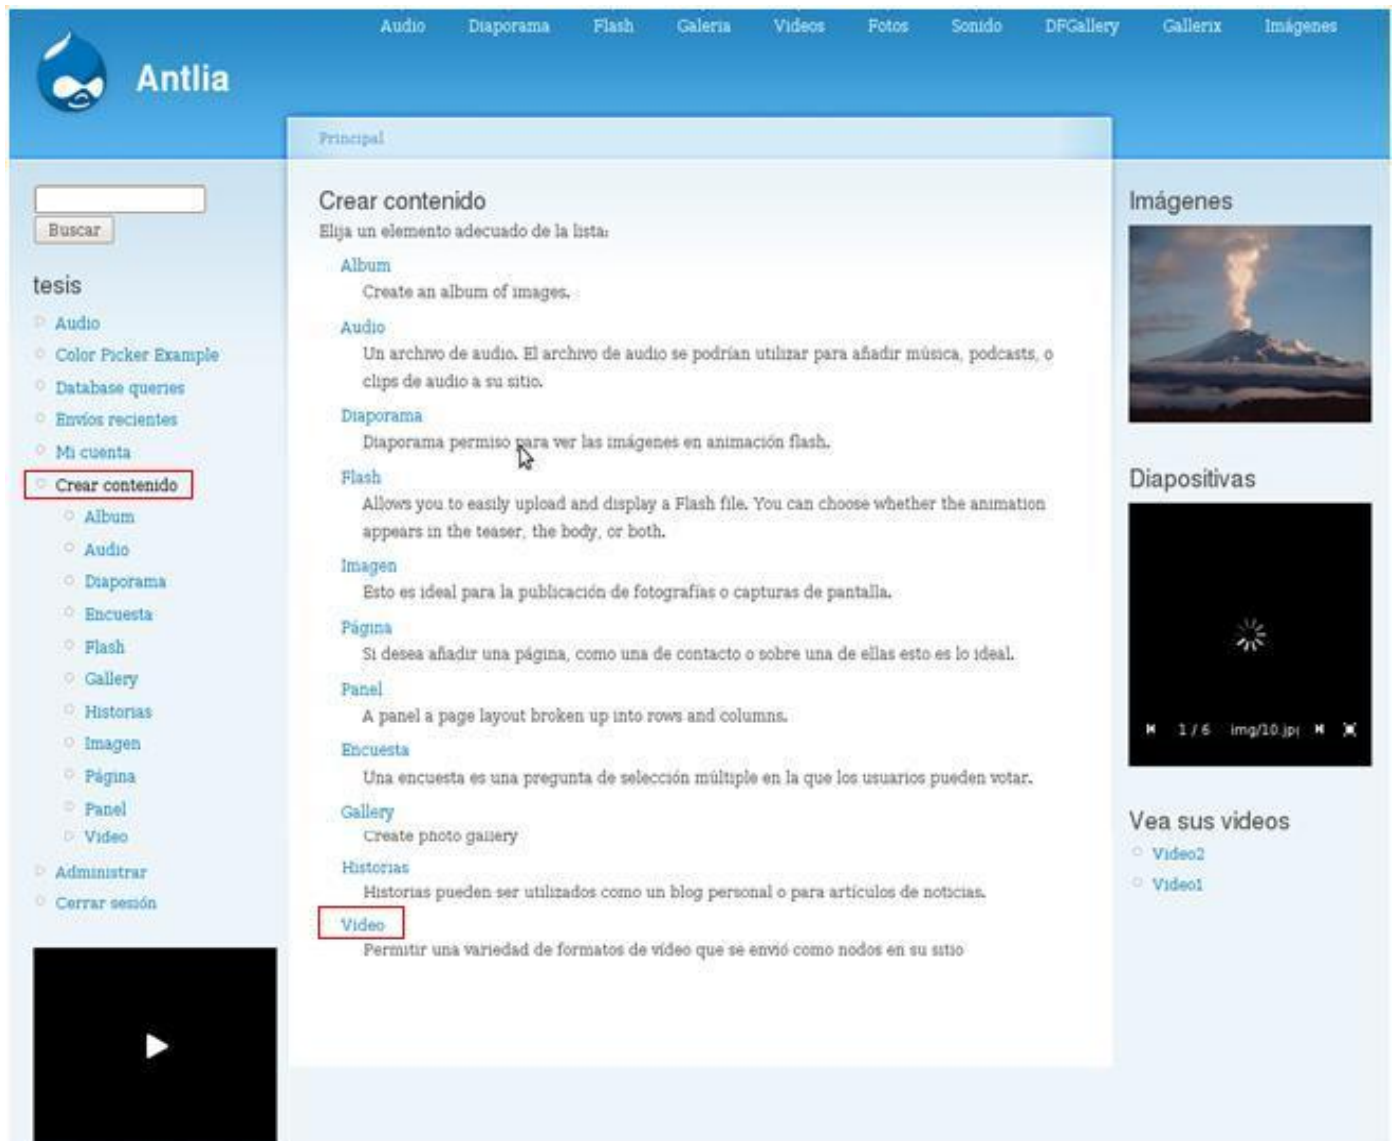 Audio Diaporama Flash Galeria Videos Fotos Sonido DFGallery Gallerix Imágenes
Antlia
Principal
Buscar
tesis
Audio
Color Picker Example
Database queries
Envíos recientes
Mi cuenta
Crear contenido
Album
Audio
Diaporama
Encuesta
Flash
Gallery
Historias
Imagen
Página
Panel
Video
Administrar
Cerrar sesión
Crear contenido
Elija un elemento adecuado de la lista:
Album
Create an album of images.
Audio
Un archivo de audio. El archivo de audio se podrían utilizar para añadir música, podcasts, o
clips de audio a su sitio.
Diaporama
Diaporama permiso para ver las imágenes en animación flash.
Flash
Allows you to easily upload and display a Flash file. You can choose whether the animation
appears in the teaser, the body, or both.
Imagen
Esto es ideal para la publicación de fotografías o capturas de pantalla.
Página
Si desea añadir una página, como una de contacto o sobre una de ellas esto es lo ideal.
Panel
A panel a page layout broken up into rows and columns.
Encuesta
Una encuesta es una pregunta de selección múltiple en la que los usuarios pueden votar.
Gallery
Create photo gallery
Historias
Historias pueden ser utilizados como un blog personal o para artículos de noticias.
Video
Permitir una variedad de formatos de vídeo que se envió como nodos en su sitio
Imágenes
Diapositivas
1 / 6 img/10.jp
Vea sus videos
Video2
Video1